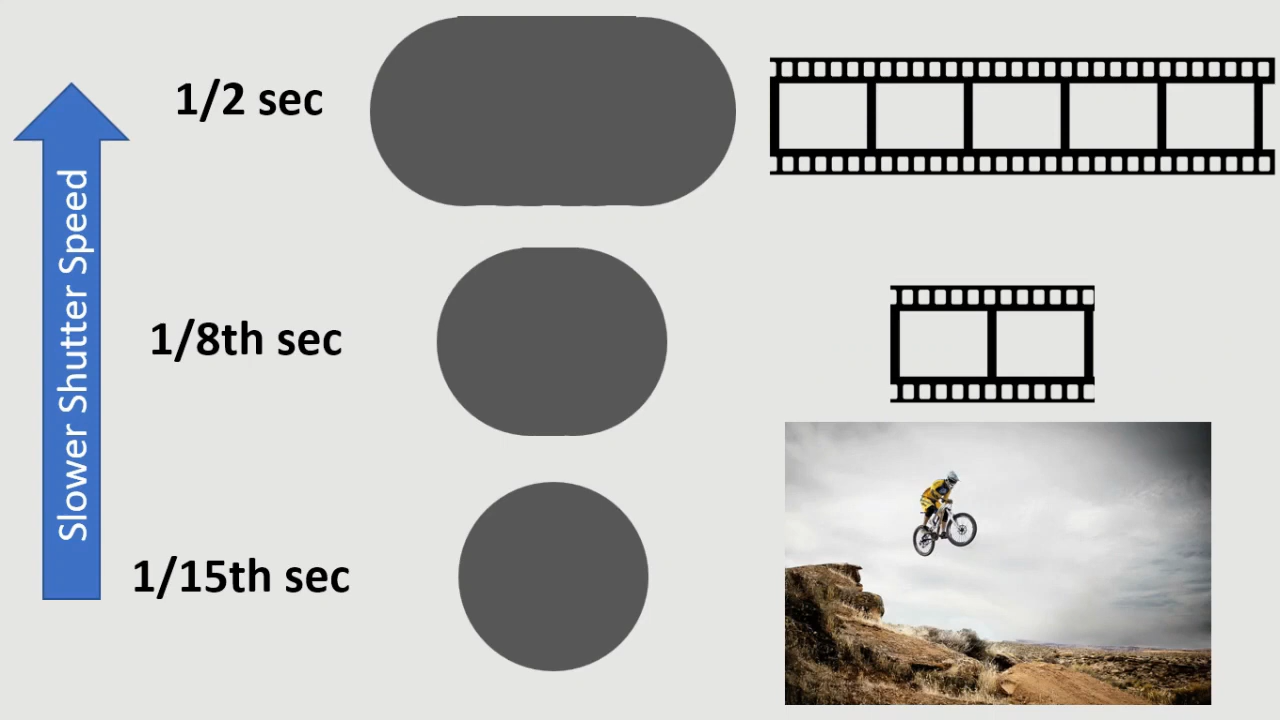 1/2 sec
1/8th sec
1/15th sec
Slower Shutter Speed